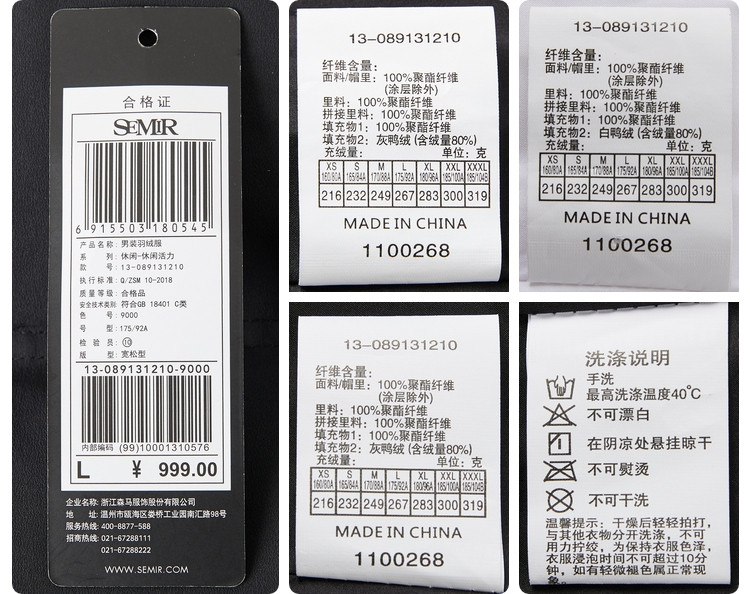 合格证
SEMIR
6 915503 180545
产品名称: 男装羽绒服
系 列: 休闲-休闲活力
款 号: 13-089131210
执行标准: Q/ZSM 10-2018
质量等级: 合格品
安全技术类别: 符合GB 18401 C类
色 号: 9000
号 型: 175/92A
检 验 员: ⑩
版 型: 宽松型
13-089131210-9000
内部编码 (99)10001310576
L ¥ 999.00
企业名称: 浙江森马服饰股份有限公司
地 址: 温州市瓯海区娄桥工业园南汇路98号
服务热线: 400-8877-588
招商热线: 021-67288111
021-67288222
WWW.SEMIR.COM
13-089131210
纤维含量:
面料/帽里: 100%聚酯纤维
(涂层除外)
里料: 100%聚酯纤维
拼接里料: 100%聚酯纤维
填充物1: 100%聚酯纤维
填充物2: 灰鸭绒 (含绒量80%)
充绒量: 单位: 克
XS S M L XL XXL XXXL
160/80A 165/84A 170/88A 175/92A 180/96A 185/100A 185/104B
216 232 249 267 283 300 319
MADE IN CHINA
1100268
13-089131210
纤维含量:
面料/帽里: 100%聚酯纤维
(涂层除外)
里料: 100%聚酯纤维
拼接里料: 100%聚酯纤维
填充物1: 100%聚酯纤维
填充物2: 白鸭绒 (含绒量80%)
充绒量: 单位: 克
XS S M L XL XXL XXXL
160/80A 165/84A 170/88A 175/92A 180/96A 185/100A 185/104B
216 232 249 267 283 300 319
MADE IN CHINA
1100268
13-089131210
纤维含量:
面料/帽里: 100%聚酯纤维
(涂层除外)
里料: 100%聚酯纤维
拼接里料: 100%聚酯纤维
填充物1: 100%聚酯纤维
填充物2: 灰鸭绒 (含绒量80%)
充绒量: 单位: 克
XS S M L XL XXL XXXL
160/80A 165/84A 170/88A 175/92A 180/96A 185/100A 185/104B
216 232 249 267 283 300 319
MADE IN CHINA
1100268
洗涤说明
手洗
最高洗涤温度40℃
不可漂白
在阴凉处悬挂晾干
不可熨烫
不可干洗
温馨提示: 干燥后轻轻拍打,
与其他衣物分开洗涤, 不可
用力拧绞, 为保持衣服色泽,
衣服浸泡时间不可超过10分
钟, 如有轻微褪色属正常现
象。